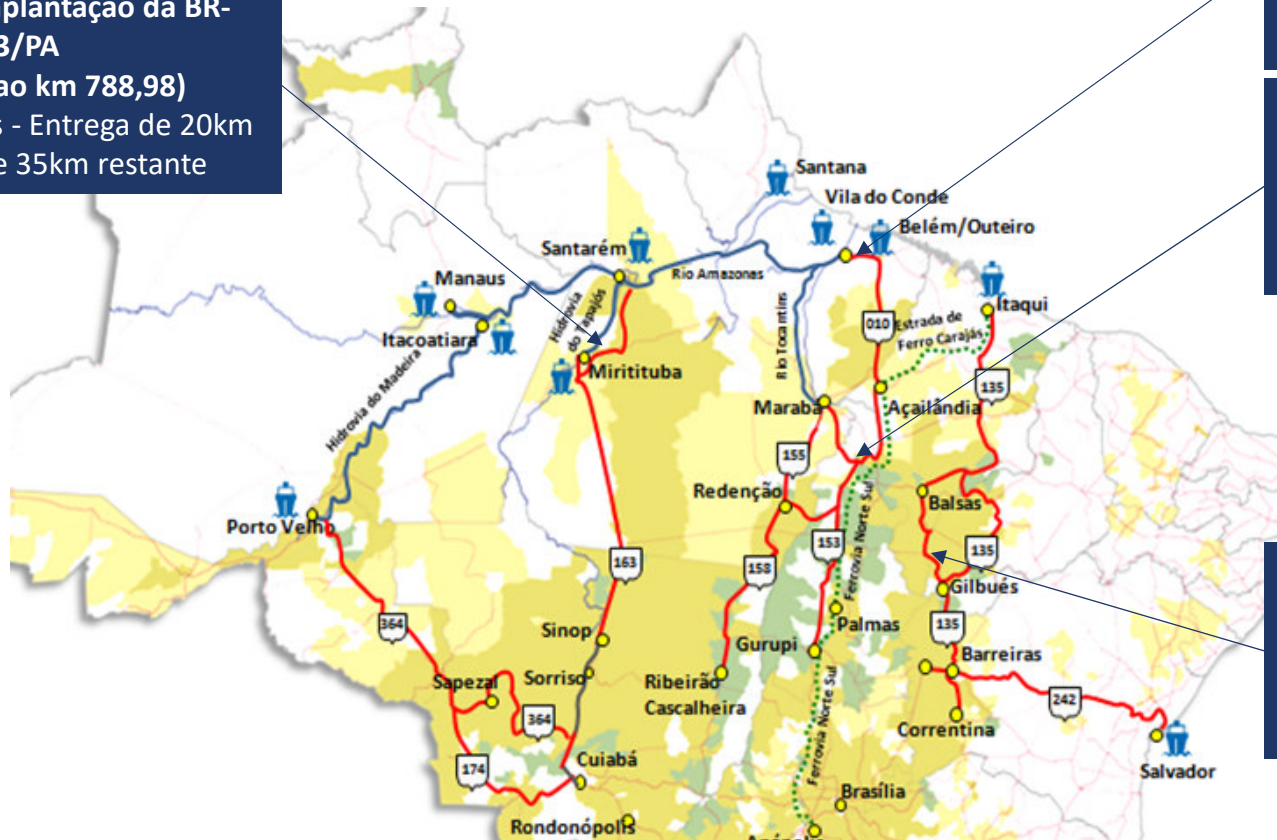 mplantação da BR-
3/PA
ao km 788,98)
s - Entrega de 20km
e 35km restante
Santana
Vila do Conde
Belém/Outeiro
Santarém
Rio Amazonas
Manaus
Itacoatiara
Hidrovia
do Tapajós
Itaqui
010
Estrada de
Ferro Carajás
Rio Tocantins
Miritituba
Hidrovia do Madeira
135
Marabá
Açailândia
155
Redenção
Balsas
Porto Velho
Ferrovia Norte Sul
153
135
163
158
Gilbués
364
Palmas
135
Sinop
Gurupi
Barreiras
Sapezal
Sorriso
Ribeirão
Cascalheira
242
364
Correntina
Ferrovia Norte Sul
174
Cuiabá
Salvador
Brasília
Rondonópolis